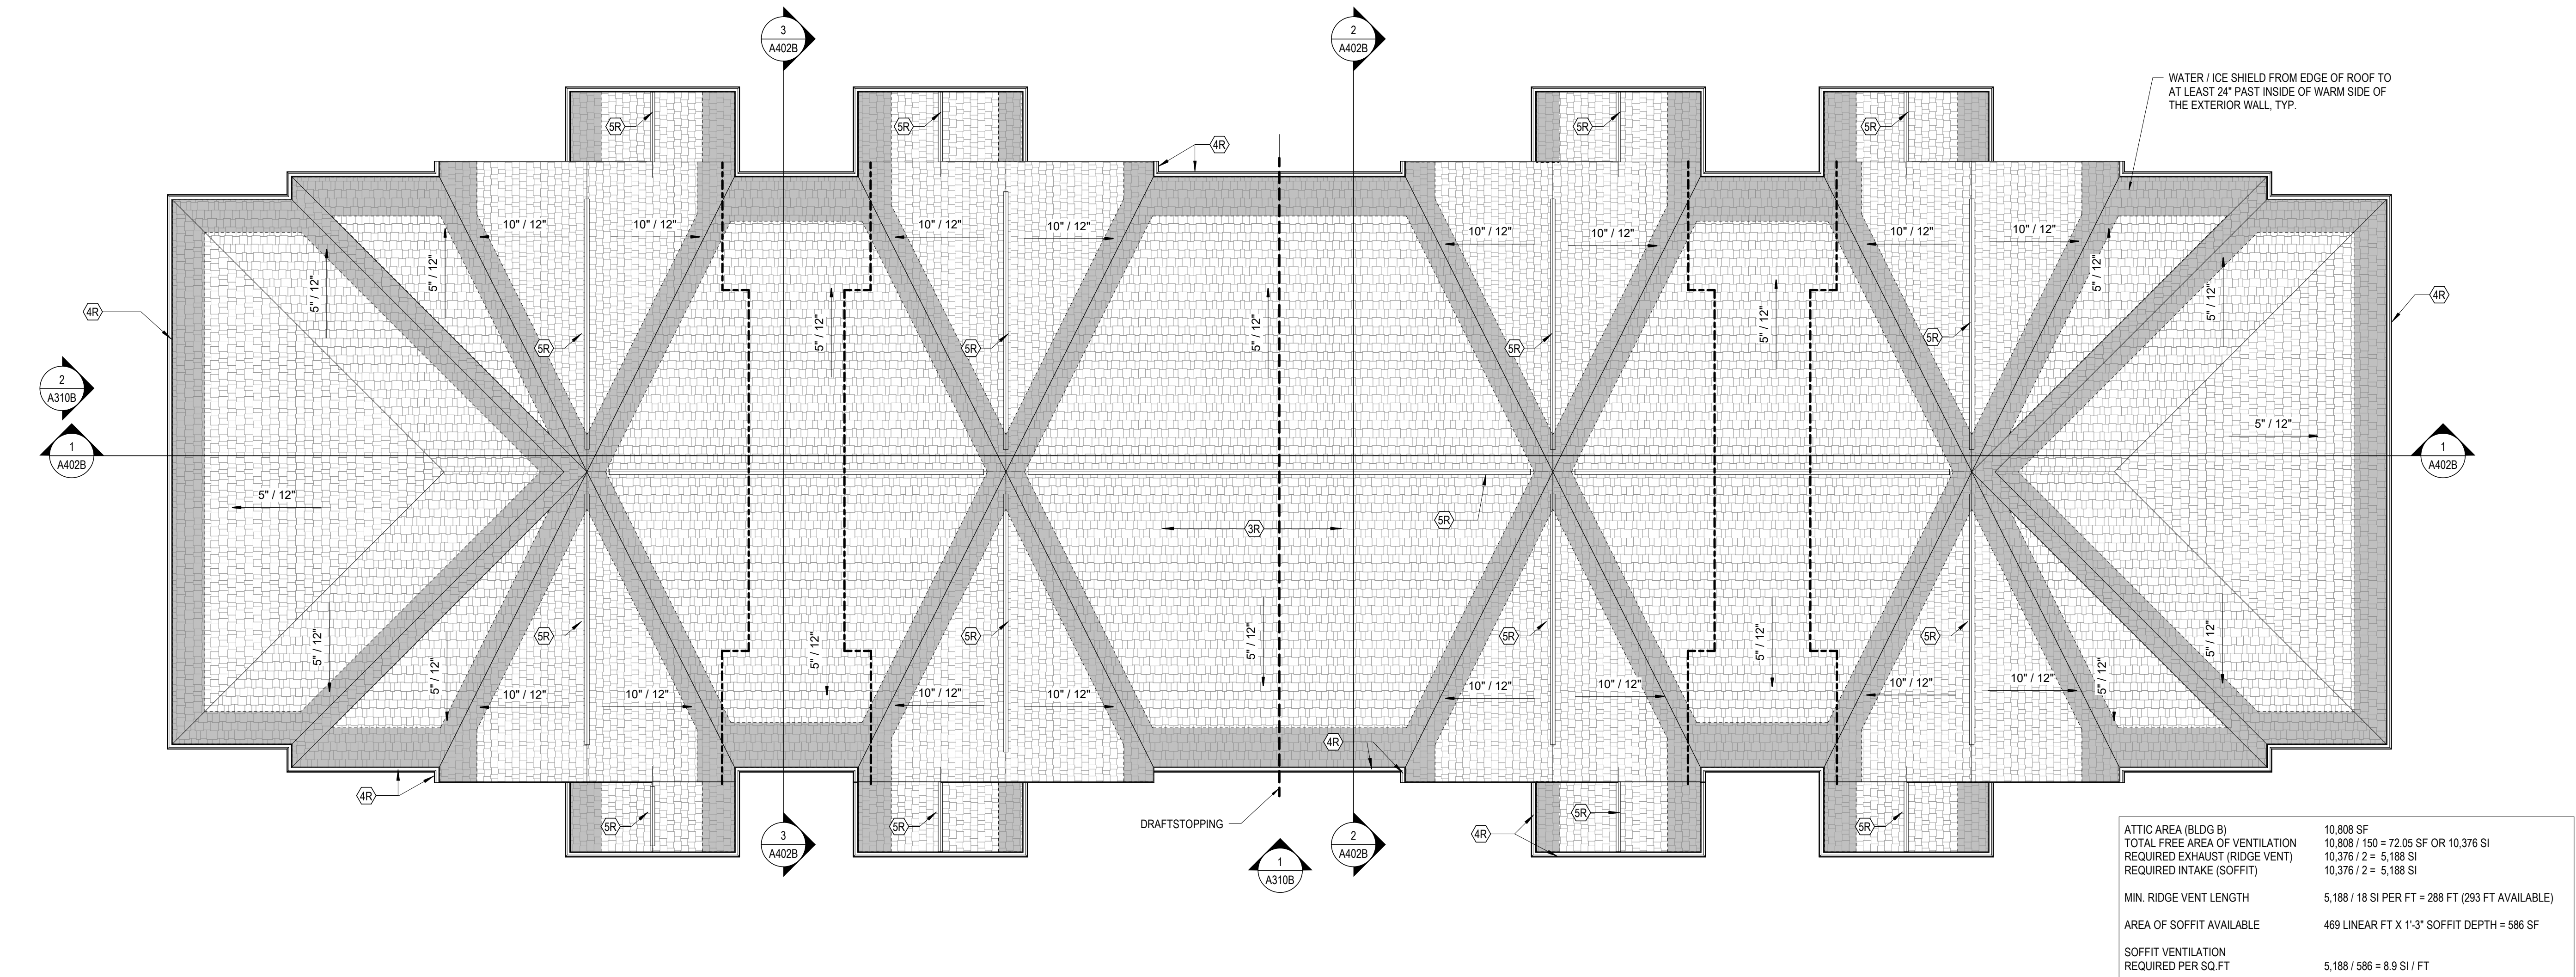 3
A402B
2
A402B
WATER / ICE SHIELD FROM EDGE OF ROOF TO
AT LEAST 24" PAST INSIDE OF WARM SIDE OF
THE EXTERIOR WALL, TYP.
5R
5R
5R
5R
4R
10" / 12"
10" / 12"
10" / 12"
10" / 12"
10" / 12"
10" / 12"
10" / 12"
10" / 12"
5" / 12"
5" / 12"
5" / 12"
5" / 12"
5" / 12"
5" / 12"
5" / 12"
4R
4R
5R
5R
5R
5R
2
A310B
1
A402B
5" / 12"
1
A402B
5" / 12"
3R
5R
5R
5R
5R
5R
5" / 12"
5" / 12"
5" / 12"
5" / 12"
5" / 12"
5" / 12"
5" / 12"
10" / 12"
10" / 12"
10" / 12"
10" / 12"
10" / 12"
10" / 12"
10" / 12"
10" / 12"
4R
4R
5R
5R
5R
5R
4R
DRAFTSTOPPING
3
A402B
2
A402B
1
A310B
ATTIC AREA (BLDG B) 10,808 SF
TOTAL FREE AREA OF VENTILATION 10,808 / 150 = 72.05 SF OR 10,376 SI
REQUIRED EXHAUST (RIDGE VENT) 10,376 / 2 = 5,188 SI
REQUIRED INTAKE (SOFFIT) 10,376 / 2 = 5,188 SI
MIN. RIDGE VENT LENGTH 5,188 / 18 SI PER FT = 288 FT (293 FT AVAILABLE)
AREA OF SOFFIT AVAILABLE 469 LINEAR FT X 1'-3" SOFFIT DEPTH = 586 SF
SOFFIT VENTILATION
REQUIRED PER SQ.FT 5,188 / 586 = 8.9 SI / FT